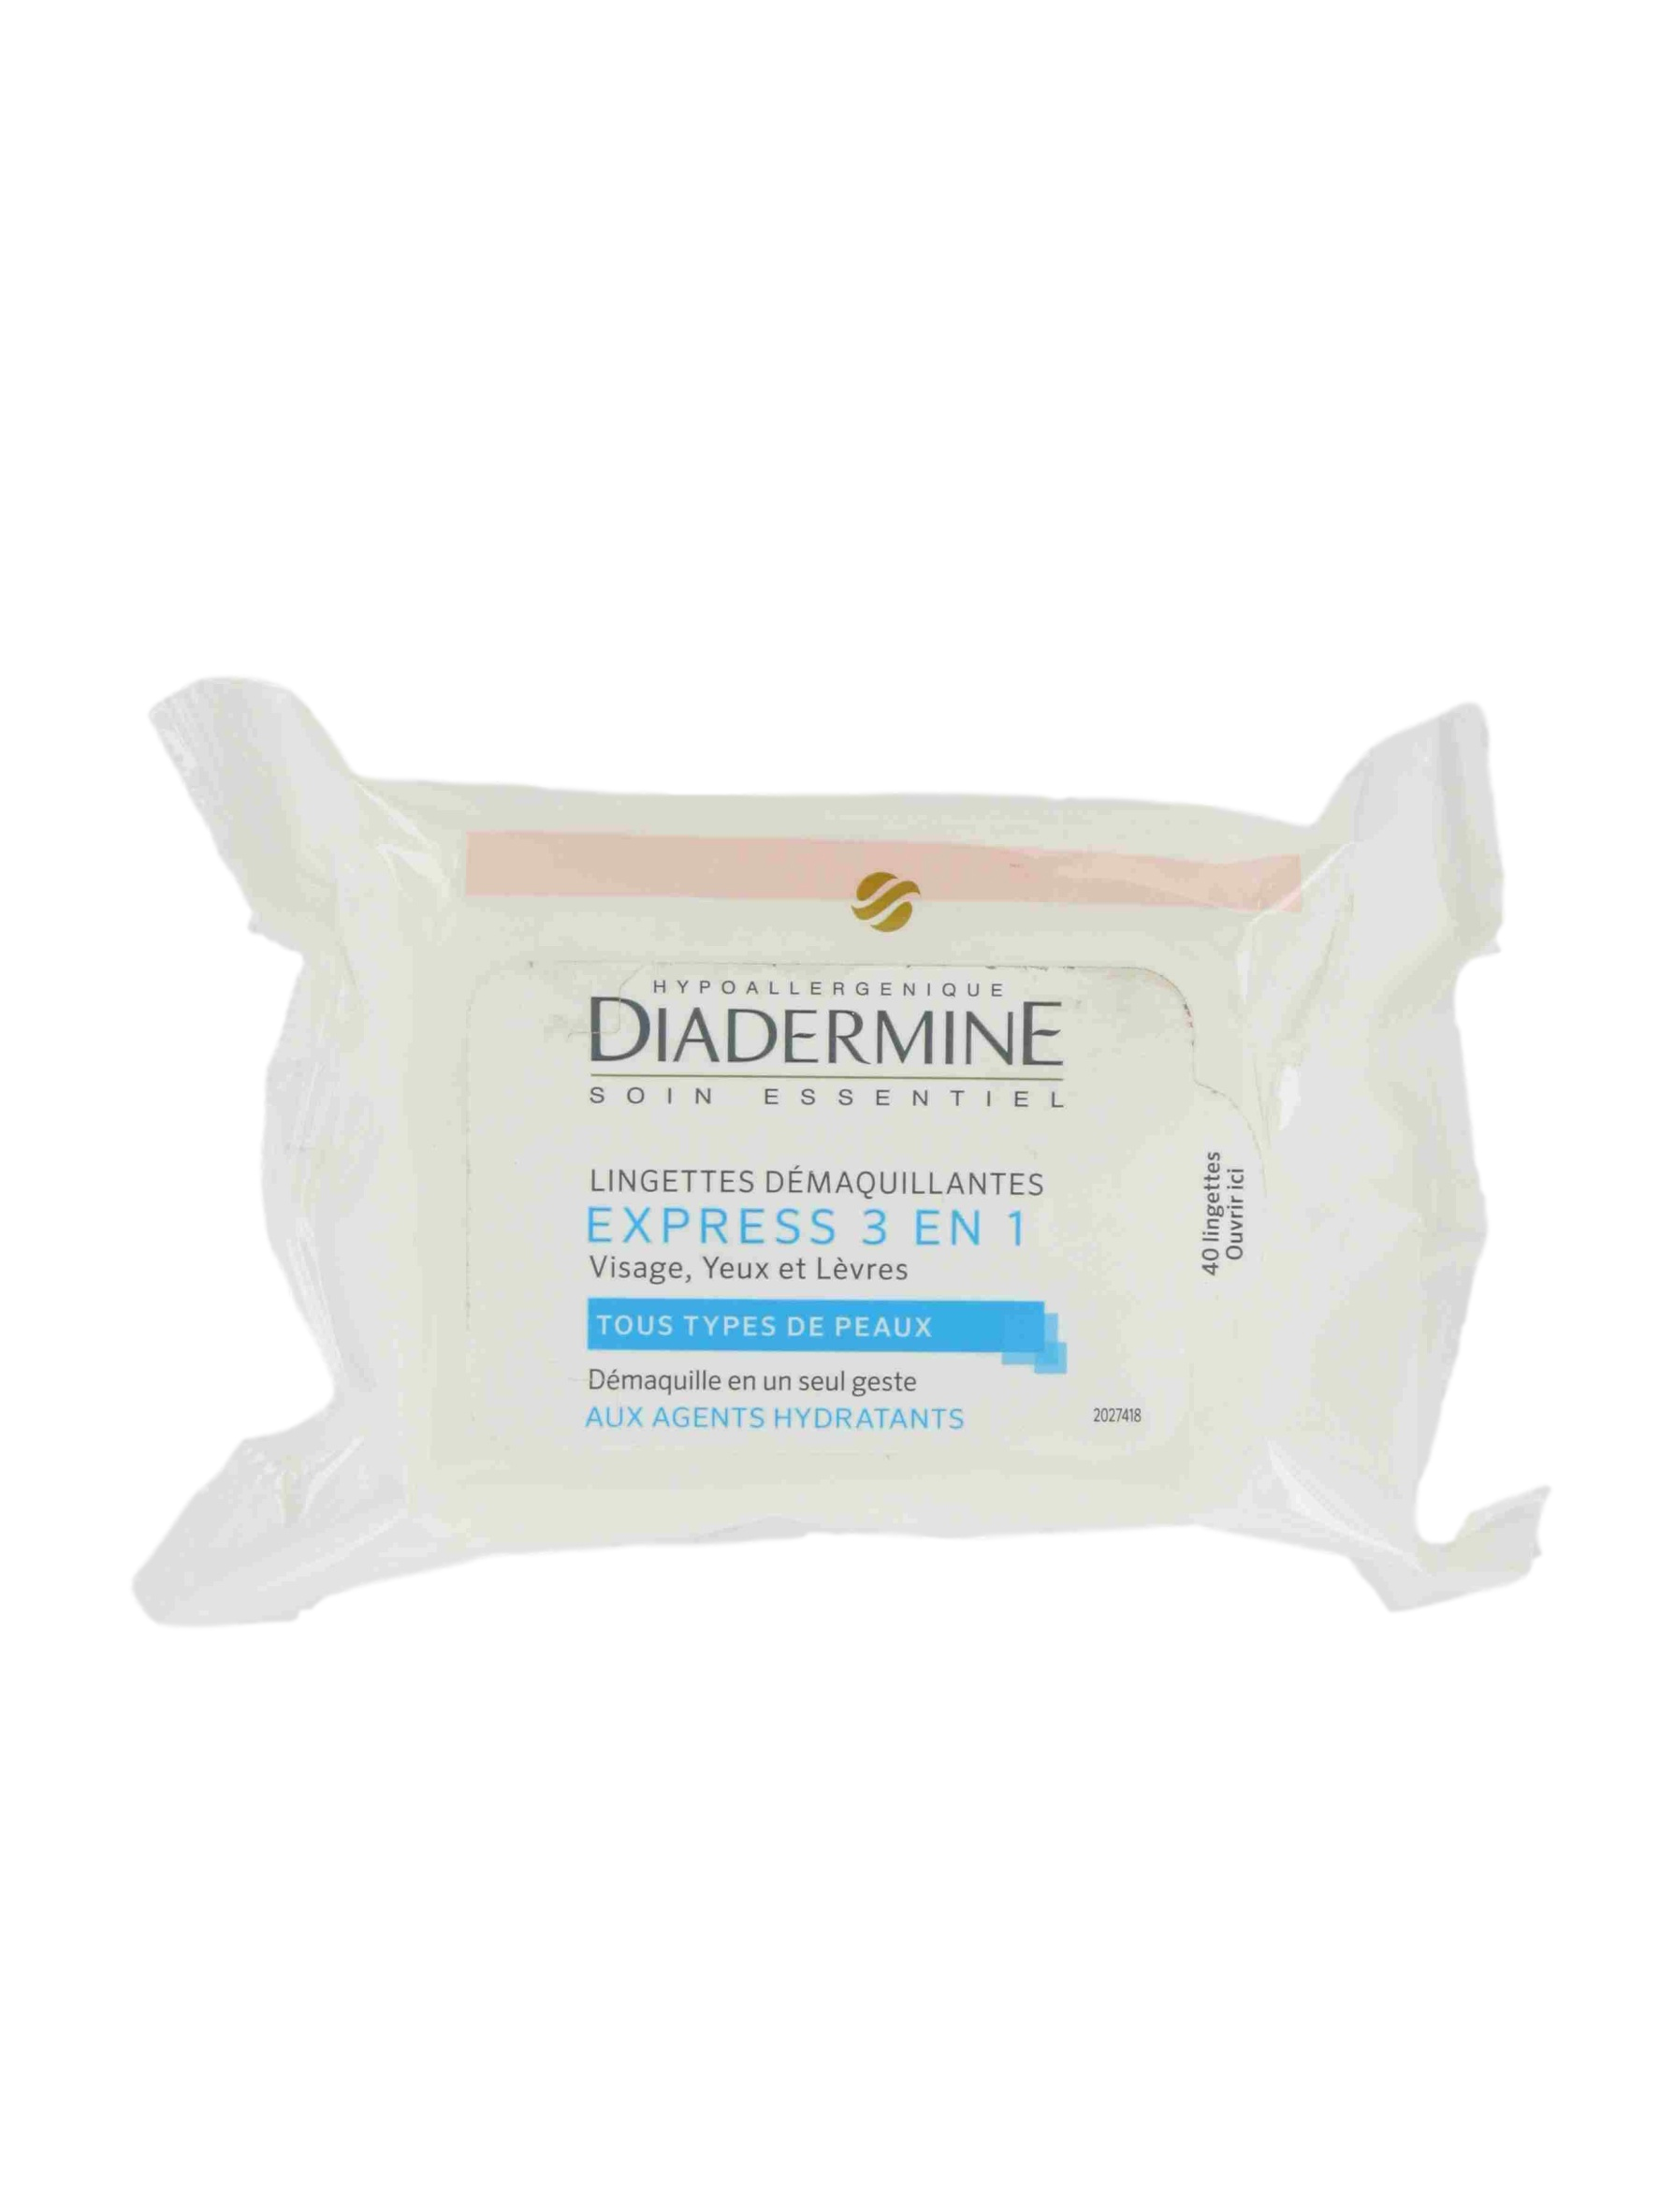 HYPOALLERGENIQUE
DIADERMINE
SOIN ESSENTIEL
LINGETTES DÉMAQUILLANTES
EXPRESS 3 EN 1
Visage, Yeux et Lèvres
TOUS TYPES DE PEAUX
Démaquille en un seul geste
AUX AGENTS HYDRATANTS
2027418
40 lingettes
Ouvrir ici